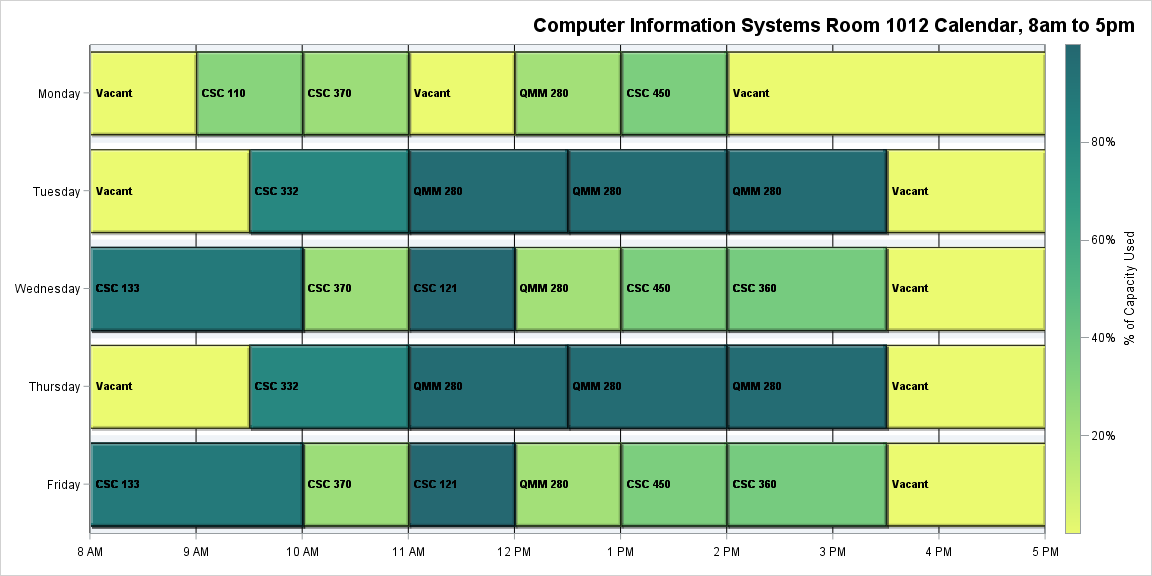 Computer Information Systems Room 1012 Calendar, 8am to 5pm
Monday Vacant CSC 110 CSC 370 Vacant QMM 280 CSC 450 Vacant
Tuesday Vacant CSC 332 QMM 280 QMM 280 QMM 280 Vacant
Wednesday CSC 133 CSC 370 CSC 121 QMM 280 CSC 450 CSC 360 Vacant
Thursday Vacant CSC 332 QMM 280 QMM 280 QMM 280 Vacant
Friday CSC 133 CSC 370 CSC 121 QMM 280 CSC 450 CSC 360 Vacant
8 AM 9 AM 10 AM 11 AM 12 PM 1 PM 2 PM 3 PM 4 PM 5 PM
80%
60%
40%
20%
% of Capacity Used